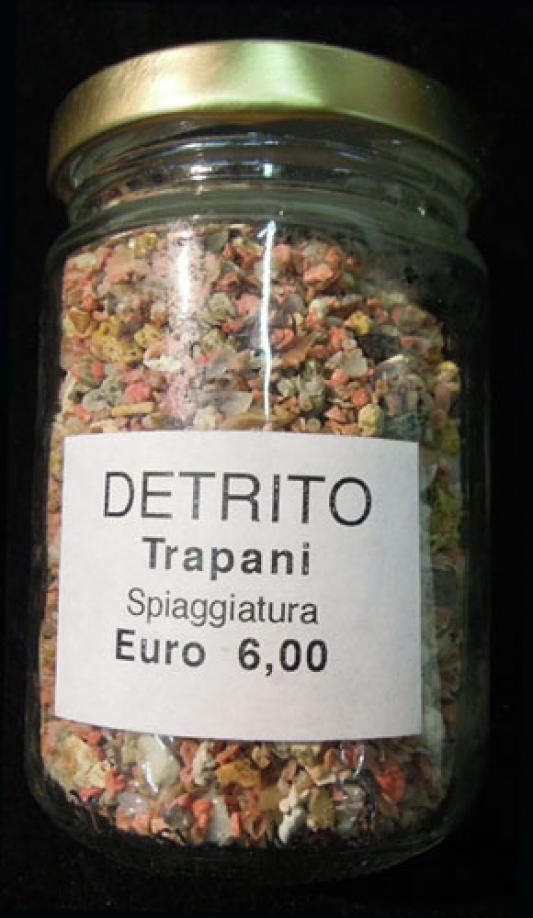 DETRITO
Trapani
Spiaggiatura
Euro 6,00